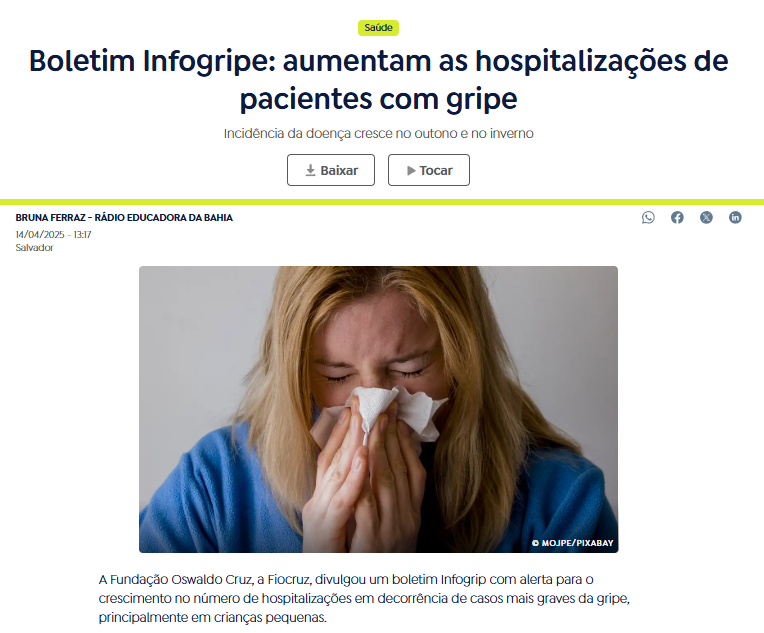 Saúde
Boletim Infogripe: aumentam as hospitalizações de
pacientes com gripe
Incidência da doença cresce no outono e no inverno
Baixar
Tocar
BRUNA FERRAZ - RÁDIO EDUCADORA DA BAHIA
14/04/2025 - 13:17
Salvador
© MOJPE/PIXABAY
A Fundação Oswaldo Cruz, a Fiocruz, divulgou um boletim Infogrip com alerta para o
crescimento no número de hospitalizações em decorrência de casos mais graves da gripe,
principalmente em crianças pequenas.